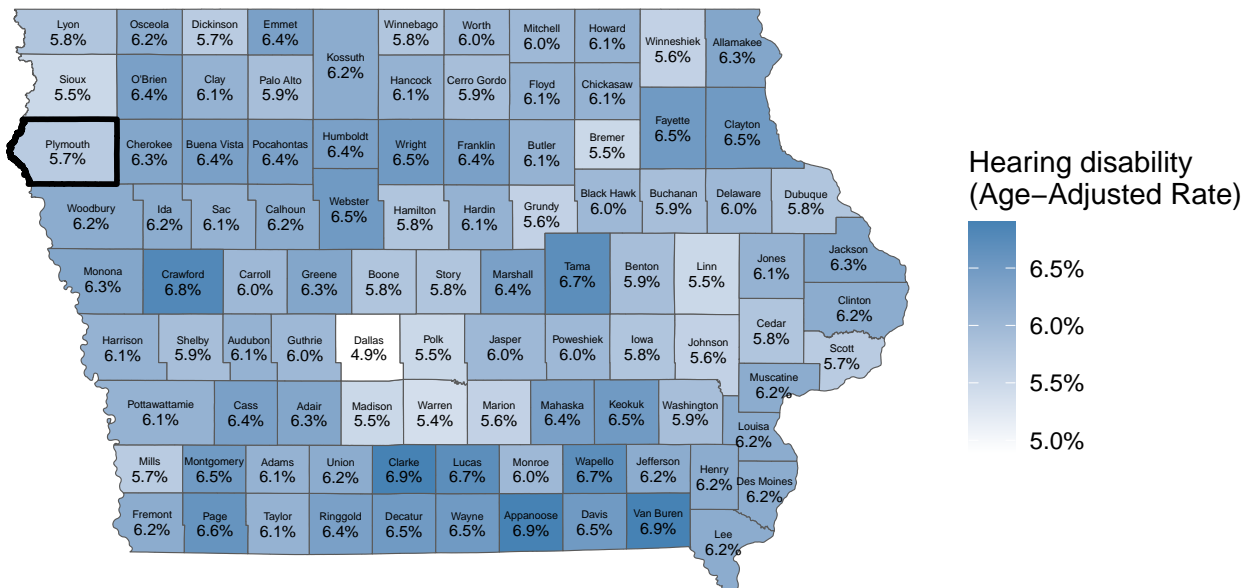 Lyon
5.8%
Osceola
6.2%
Dickinson
5.7%
Emmet
6.4%
Kossuth
6.2%
Winnebago
5.8%
Worth
6.0%
Mitchell
6.0%
Howard
6.1%
Winneshiek
5.6%
Allamakee
6.3%
Sioux
5.5%
O'Brien
6.4%
Clay
6.1%
Palo Alto
5.9%
Hancock
6.1%
Cerro Gordo
5.9%
Floyd
6.1%
Chickasaw
6.1%
Plymouth
5.7%
Cherokee
6.3%
Buena Vista
6.4%
Pocahontas
6.4%
Humboldt
6.4%
Wright
6.5%
Franklin
6.4%
Butler
6.1%
Bremer
5.5%
Fayette
6.5%
Clayton
6.5%
Woodbury
6.2%
Ida
6.2%
Sac
6.1%
Calhoun
6.2%
Webster
6.5%
Hamilton
5.8%
Hardin
6.1%
Grundy
5.6%
Black Hawk
6.0%
Buchanan
5.9%
Delaware
6.0%
Dubuque
5.8%
Monona
6.3%
Crawford
6.8%
Carroll
6.0%
Greene
6.3%
Boone
5.8%
Story
5.8%
Marshall
6.4%
Tama
6.7%
Benton
5.9%
Linn
5.5%
Jones
6.1%
Jackson
6.3%
Clinton
6.2%
Harrison
6.1%
Shelby
5.9%
Audubon
6.1%
Guthrie
6.0%
Dallas
4.9%
Polk
5.5%
Jasper
6.0%
Poweshiek
6.0%
Iowa
5.8%
Johnson
5.6%
Cedar
5.8%
Scott
5.7%
Muscatine
6.2%
Pottawattamie
6.1%
Cass
6.4%
Adair
6.3%
Madison
5.5%
Warren
5.4%
Marion
5.6%
Mahaska
6.4%
Keokuk
6.5%
Washington
5.9%
Louisa
6.2%
Mills
5.7%
Montgomery
6.5%
Adams
6.1%
Union
6.2%
Clarke
6.9%
Lucas
6.7%
Monroe
6.0%
Wapello
6.7%
Jefferson
6.2%
Henry
6.2%
Des Moines
6.2%
Fremont
6.2%
Page
6.6%
Taylor
6.1%
Ringgold
6.4%
Decatur
6.5%
Wayne
6.5%
Appanoose
6.9%
Davis
6.5%
Van Buren
6.9%
Lee
6.2%
Hearing disability
(Age−Adjusted Rate)
6.5%
6.0%
5.5%
5.0%